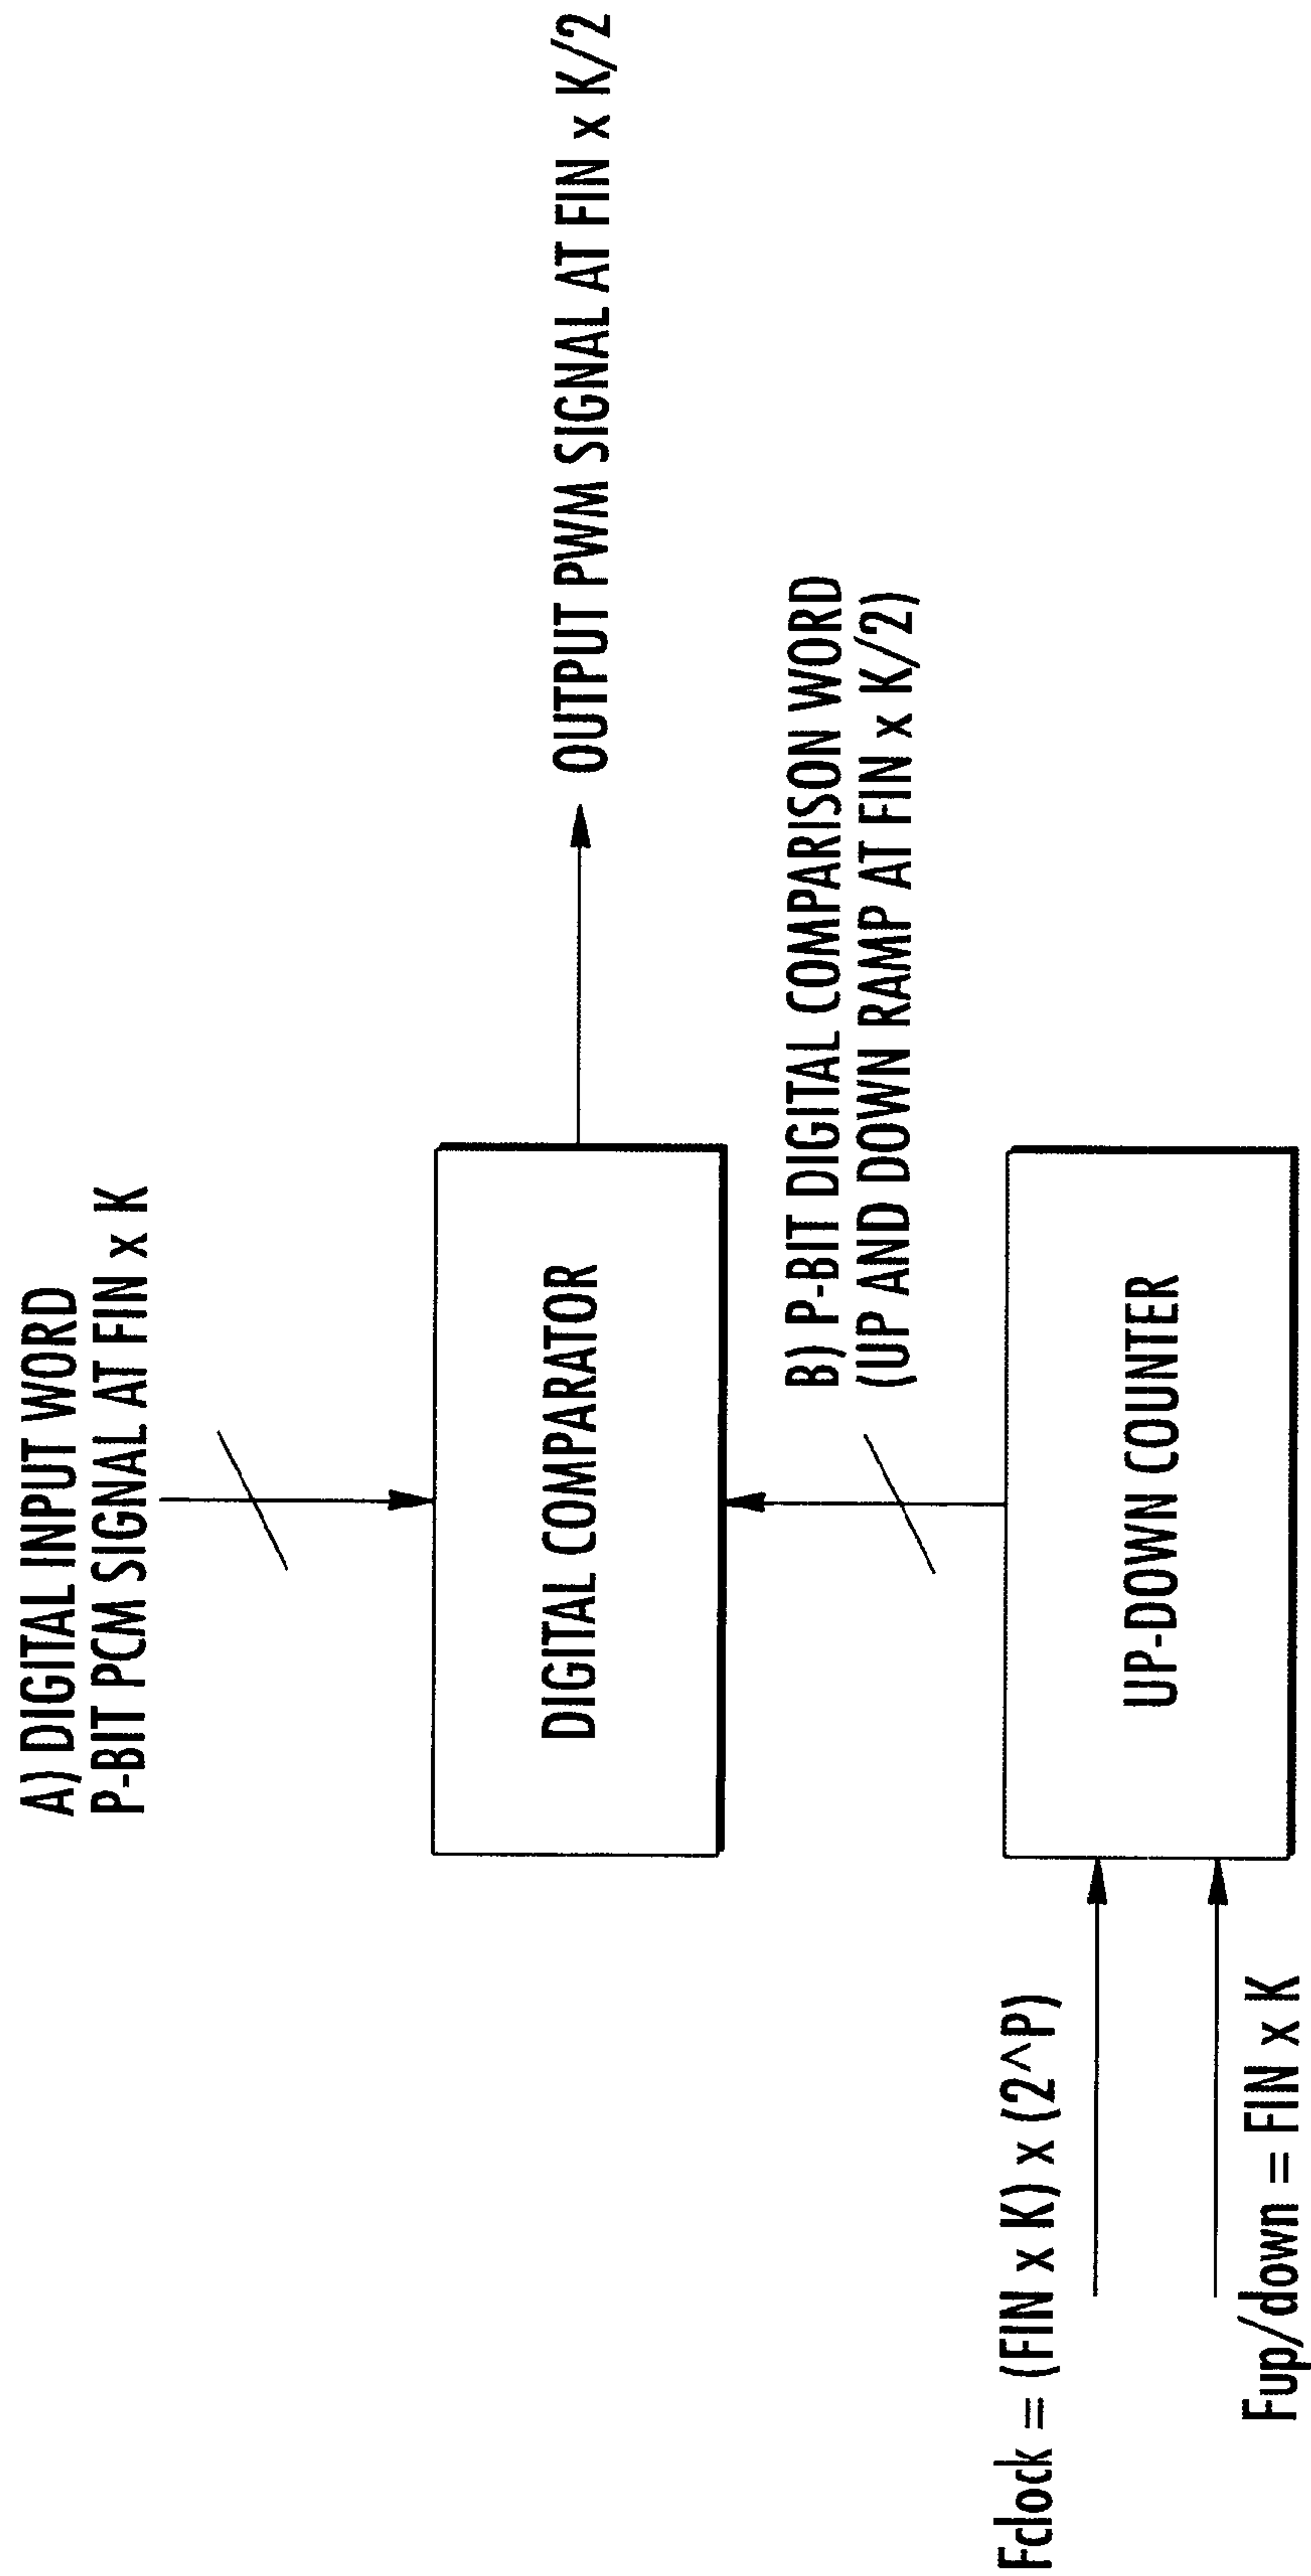 A) DIGITAL INPUT WORD
P-BIT PCM SIGNAL AT FIN x K
DIGITAL COMPARATOR
OUTPUT PWM SIGNAL AT FIN x K/2
B) P-BIT DIGITAL COMPARISON WORD
(UP AND DOWN RAMP AT FIN x K/2)
Fclock = (FIN x K) x (2^P)
UP-DOWN COUNTER
Fup/down = FIN x K